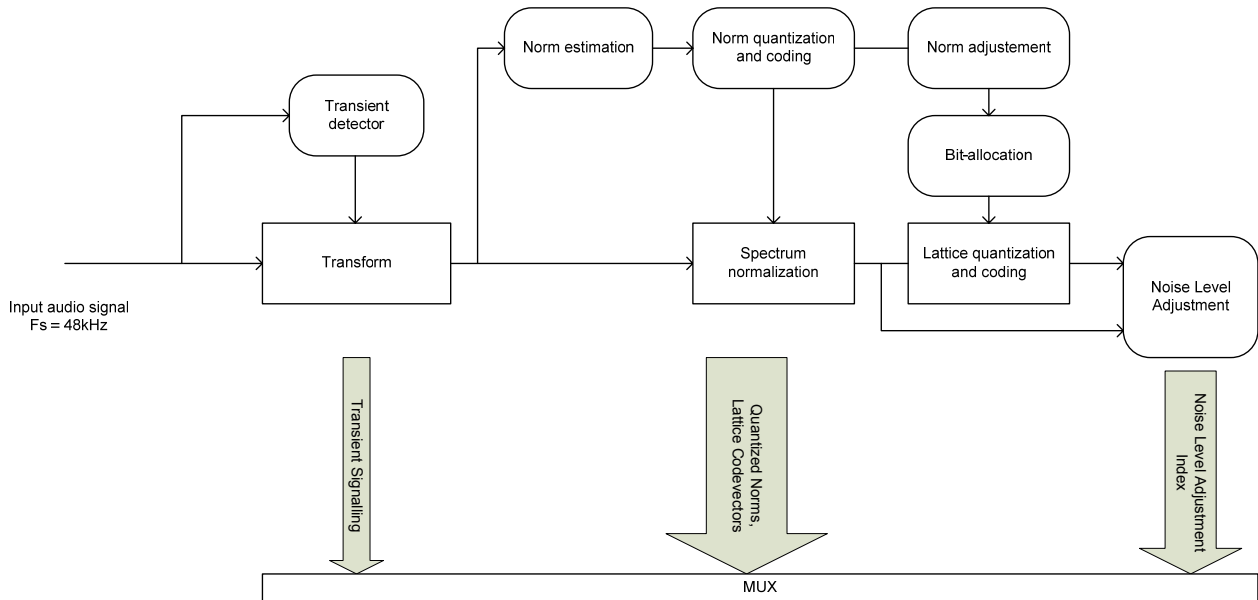 Norm estimation
Norm quantization
and coding
Norm adjustement
Transient
detector
Bit-allocation
Transform
Spectrum
normalization
Lattice quantization
and coding
Noise Level
Adjustment
Input audio signal
Fs = 48kHz
Transient Signalling
Quantized Norms,
Lattice Codevectors
Noise Level Adjustment
Index
MUX